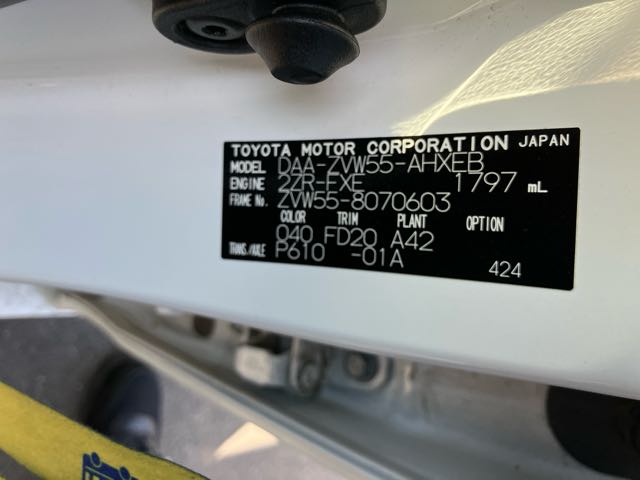 TOYOTA MOTOR CORPORATION JAPAN
MODEL DAA-ZVW55-AHXEB
ENGINE 2ZR-FXE 1797 mL
FRAME No. ZVW55-8070603
COLOR TRIM PLANT OPTION
040 FD20 A42
TRANS./AXLE P610 -01A
424